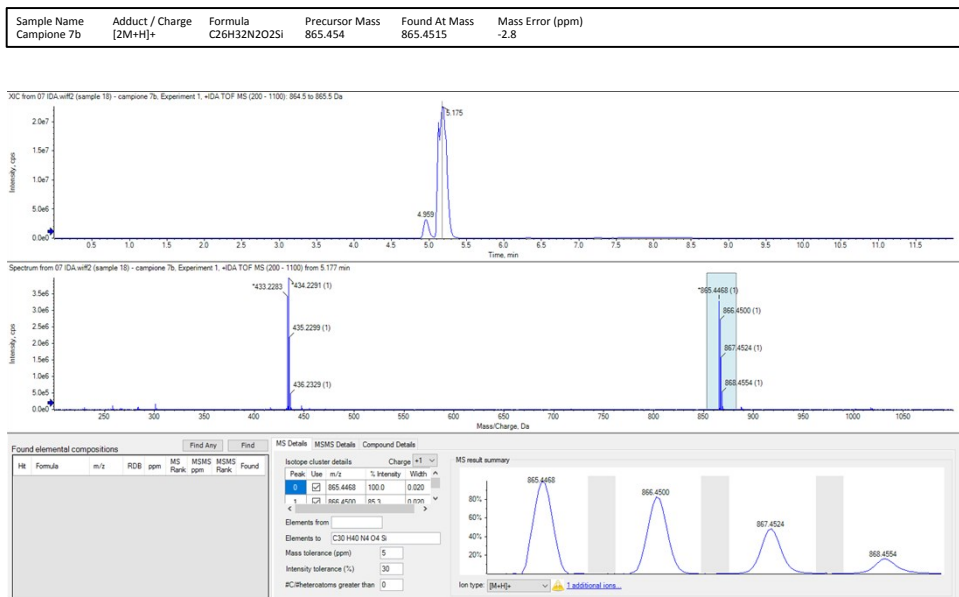 Sample Name Adduct / Charge Formula Precursor Mass Found At Mass Mass Error (ppm)
Campione 7b [2M+H]+ C26H32N2O2Si 865.454 865.4515 -2.8
XIC from 07 IDA.wiff2 (sample 18) - campione 7b, Experiment 1, +IDA TOF MS (200 - 1100): 864.5 to 865.5 Da
5.175
2.0e7
1.5e7
Intensity, cps
1.0e7
5.0e6
4.959
0.0e0
0.5 1.0 1.5 2.0 2.5 3.0 3.5 4.0 4.5 5.0 5.5 6.0 6.5 7.0 7.5 8.0 8.5 9.0 9.5 10.0 10.5 11.0 11.5
Time, min
Spectrum from 07 IDA.wiff2 (sample 18) - campione 7b, Experiment 1, +IDA TOF MS (200 - 1100) from 5.177 min
*433.2283 *434.2291 (1) *865.4468 (1)
3.5e6
3.0e6
866.4500 (1)
2.5e6
435.2299 (1)
2.0e6
Intensity, cps
867.4524 (1)
1.5e6
1.0e6
436.2329 (1) 868.4554 (1)
5.0e5
0.0e0
250 300 350 400 450 500 550 600 650 700 750 800 850 900 950 1000 1050
Mass/Charge, Da
Found elemental compositions Find Any Find
Hit Formula m/z RDB ppm MS Rank MSMS ppm MSMS Rank Found
MS Details MSMS Details Compound Details
Isotope cluster details Charge +1
Peak Use m/z % Intensity Width
0 865.4468 100.0 0.020
1 866.4500 85.3 0.020
Elements from
Elements to C30 H40 N4 O4 Si
Mass tolerance (ppm) 5
Intensity tolerance (%) 30
#C/#heteroatoms greater than 0
MS result summary
865.4468
80%
866.4500
60%
867.4524
40%
20%
868.4554
Ion type: [M+H]+ 1 additional ions...